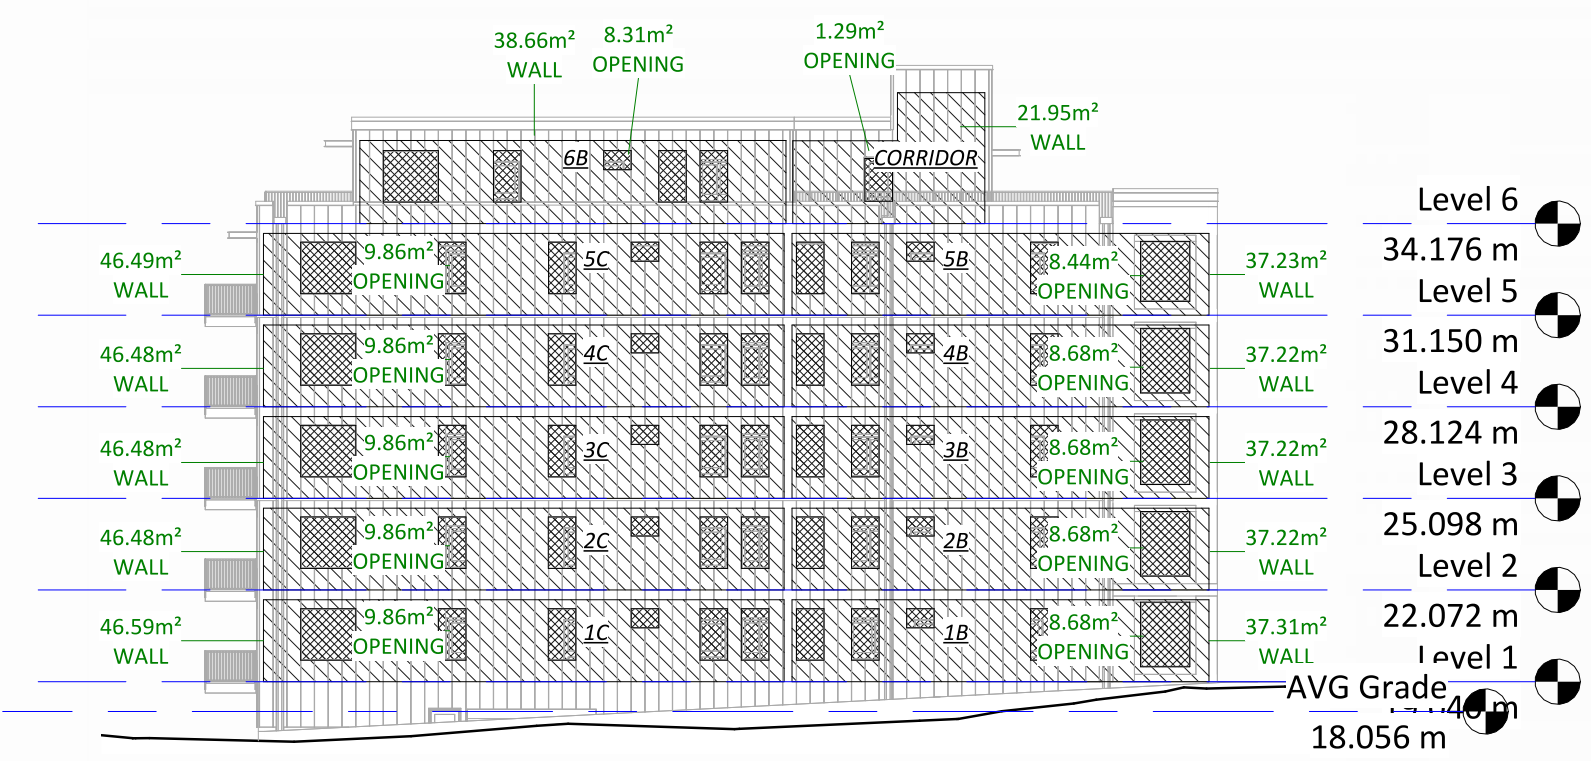 38.66m²
WALL
8.31m²
OPENING
1.29m²
OPENING
21.95m²
WALL
6B
CORRIDOR
Level 6
34.176 m
46.49m²
WALL
9.86m²
OPENING
5C
5B
8.44m²
OPENING
37.23m²
WALL
Level 5
31.150 m
46.48m²
WALL
9.86m²
OPENING
4C
4B
8.68m²
OPENING
37.22m²
WALL
Level 4
28.124 m
46.48m²
WALL
9.86m²
OPENING
3C
3B
8.68m²
OPENING
37.22m²
WALL
Level 3
25.098 m
46.48m²
WALL
9.86m²
OPENING
2C
2B
8.68m²
OPENING
37.22m²
WALL
Level 2
22.072 m
46.59m²
WALL
9.86m²
OPENING
1C
1B
8.68m²
OPENING
37.31m²
WALL
Level 1
AVG Grade
m
18.056 m